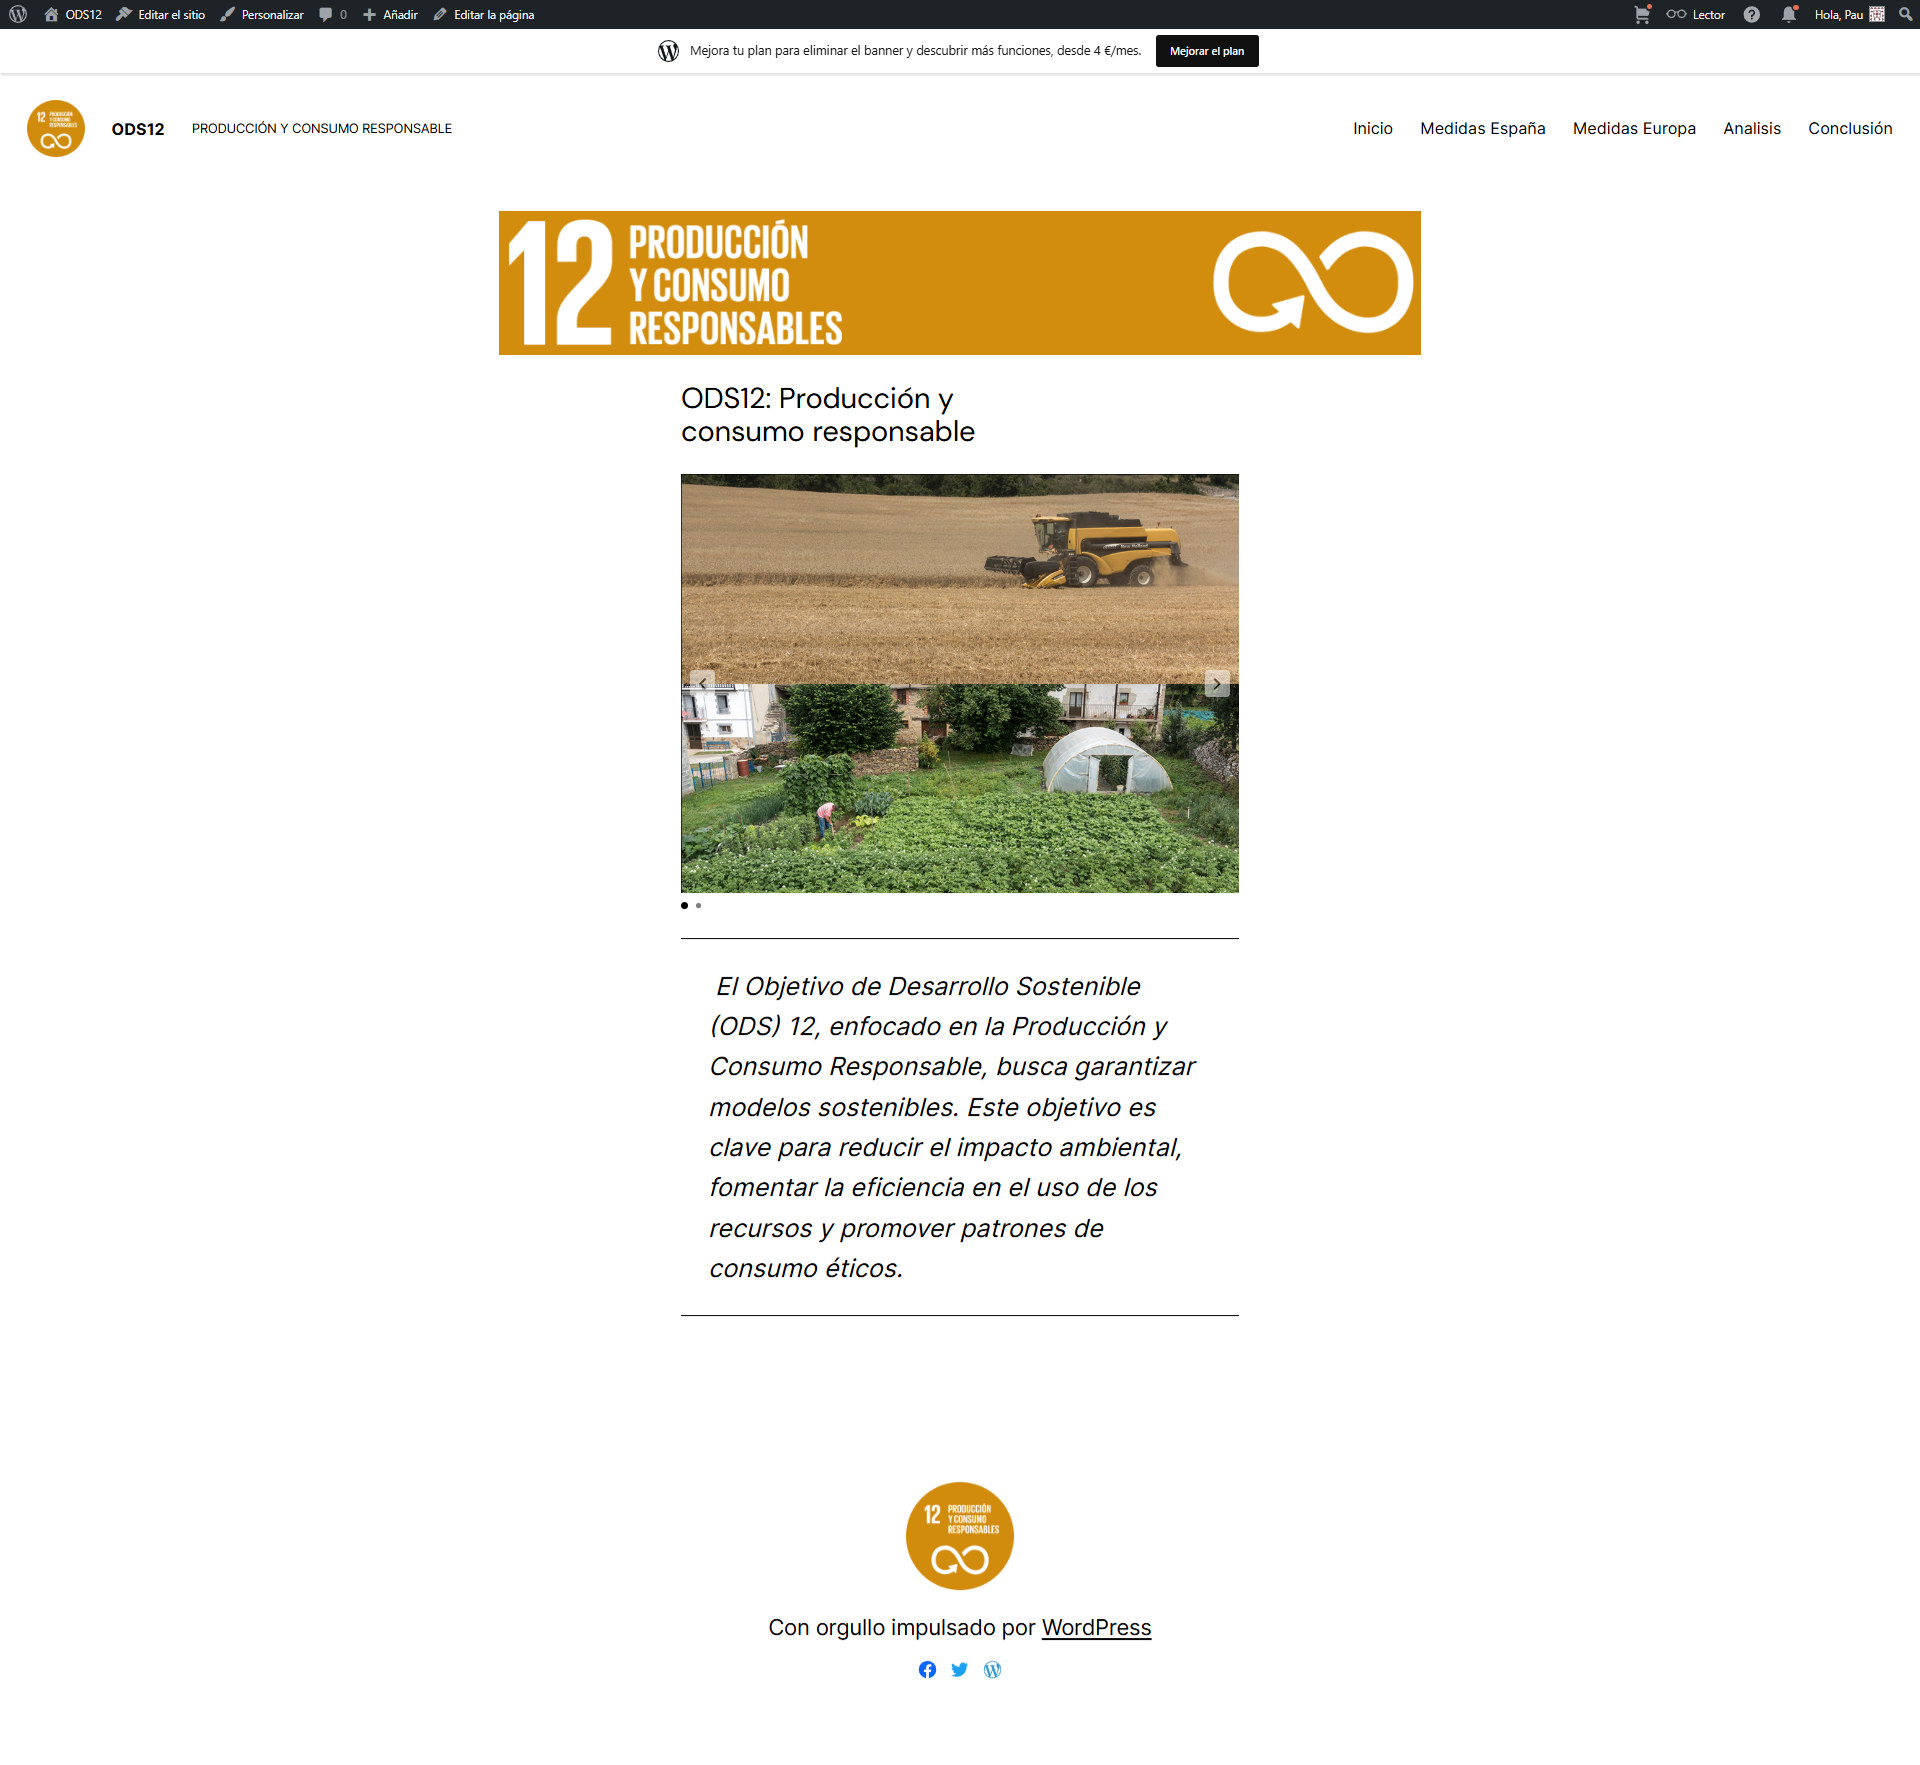 ODS12 Editar el sitio Personalizar 0 Añadir Editar la página Lector Hola, Pau
Mejora tu plan para eliminar el banner y descubrir más funciones, desde 4 €/mes. Mejorar el plan
12 PRODUCCIÓN
Y CONSUMO
RESPONSABLES
ODS12
PRODUCCIÓN Y CONSUMO RESPONSABLE
Inicio Medidas España Medidas Europa Analisis Conclusión
12 PRODUCCIÓN
Y CONSUMO
RESPONSABLES
ODS12: Producción y
consumo responsable
El Objetivo de Desarrollo Sostenible
(ODS) 12, enfocado en la Producción y
Consumo Responsable, busca garantizar
modelos sostenibles. Este objetivo es
clave para reducir el impacto ambiental,
fomentar la eficiencia en el uso de los
recursos y promover patrones de
consumo éticos.
12 PRODUCCIÓN
Y CONSUMO
RESPONSABLES
Con orgullo impulsado por WordPress